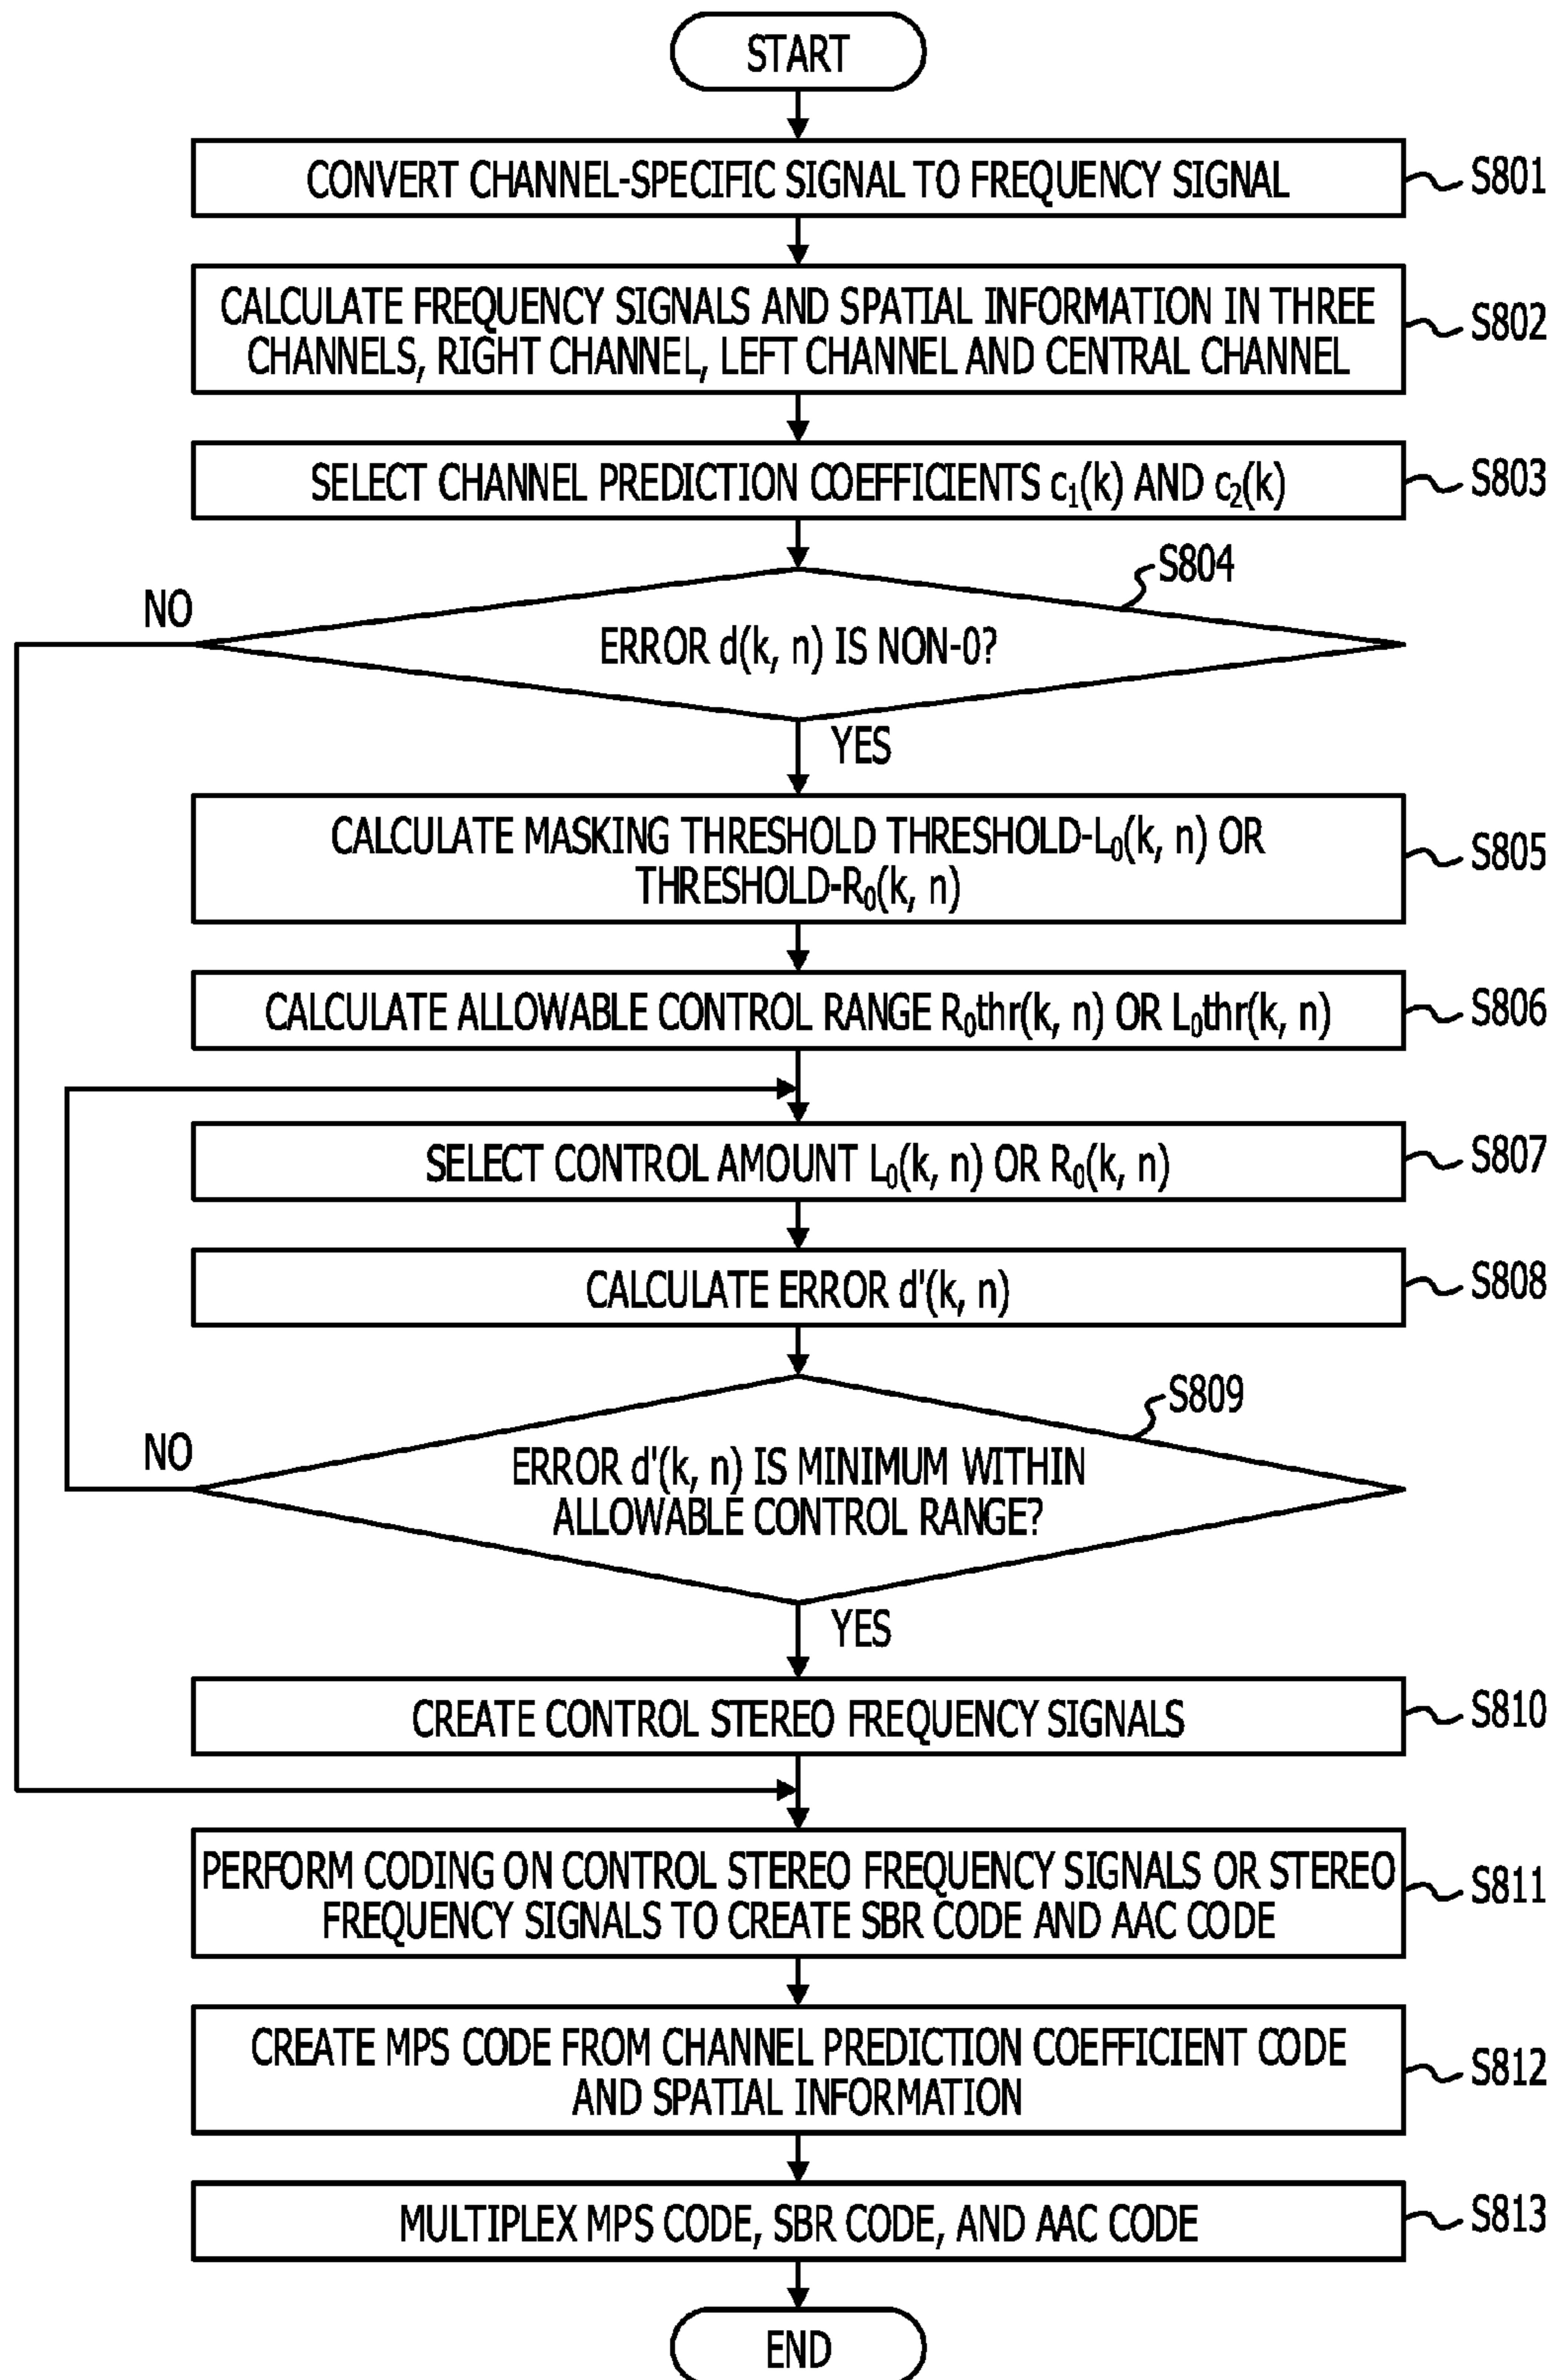 START
CONVERT CHANNEL-SPECIFIC SIGNAL TO FREQUENCY SIGNAL
S801
CALCULATE FREQUENCY SIGNALS AND SPATIAL INFORMATION IN THREE
CHANNELS, RIGHT CHANNEL, LEFT CHANNEL AND CENTRAL CHANNEL
S802
SELECT CHANNEL PREDICTION COEFFICIENTS c₁(k) AND c₂(k)
S803
S804
NO
ERROR d(k, n) IS NON-0?
YES
CALCULATE MASKING THRESHOLD THRESHOLD-L₀(k, n) OR
THRESHOLD-R₀(k, n)
S805
CALCULATE ALLOWABLE CONTROL RANGE R₀thr(k, n) OR L₀thr(k, n)
S806
SELECT CONTROL AMOUNT L₀(k, n) OR R₀(k, n)
S807
CALCULATE ERROR d'(k, n)
S808
S809
NO
ERROR d'(k, n) IS MINIMUM WITHIN
ALLOWABLE CONTROL RANGE?
YES
CREATE CONTROL STEREO FREQUENCY SIGNALS
S810
PERFORM CODING ON CONTROL STEREO FREQUENCY SIGNALS OR STEREO
FREQUENCY SIGNALS TO CREATE SBR CODE AND AAC CODE
S811
CREATE MPS CODE FROM CHANNEL PREDICTION COEFFICIENT CODE
AND SPATIAL INFORMATION
S812
MULTIPLEX MPS CODE, SBR CODE, AND AAC CODE
S813
END